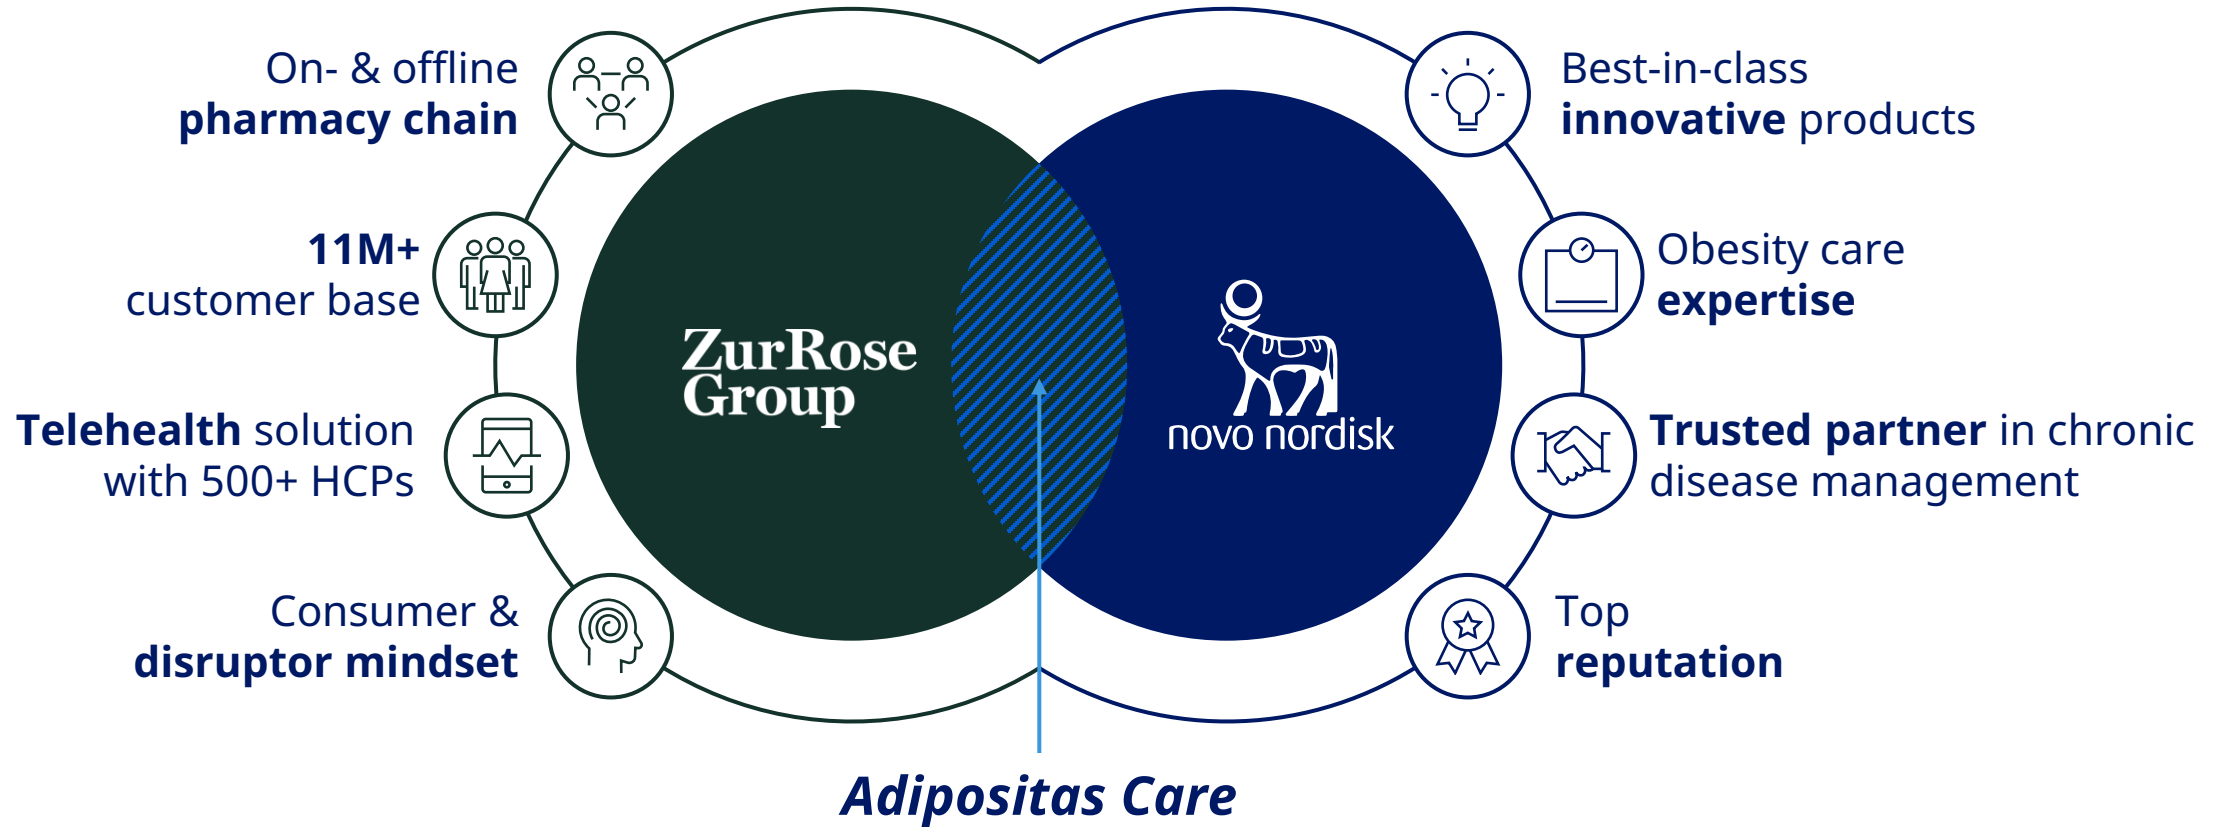 On- & offline
pharmacy chain
11M+
customer base
Telehealth solution
with 500+ HCPs
Consumer &
disruptor mindset
ZurRose
Group
novo nordisk
Best-in-class
innovative products
Obesity care
expertise
Trusted partner in chronic
disease management
Top
reputation
Adipositas Care